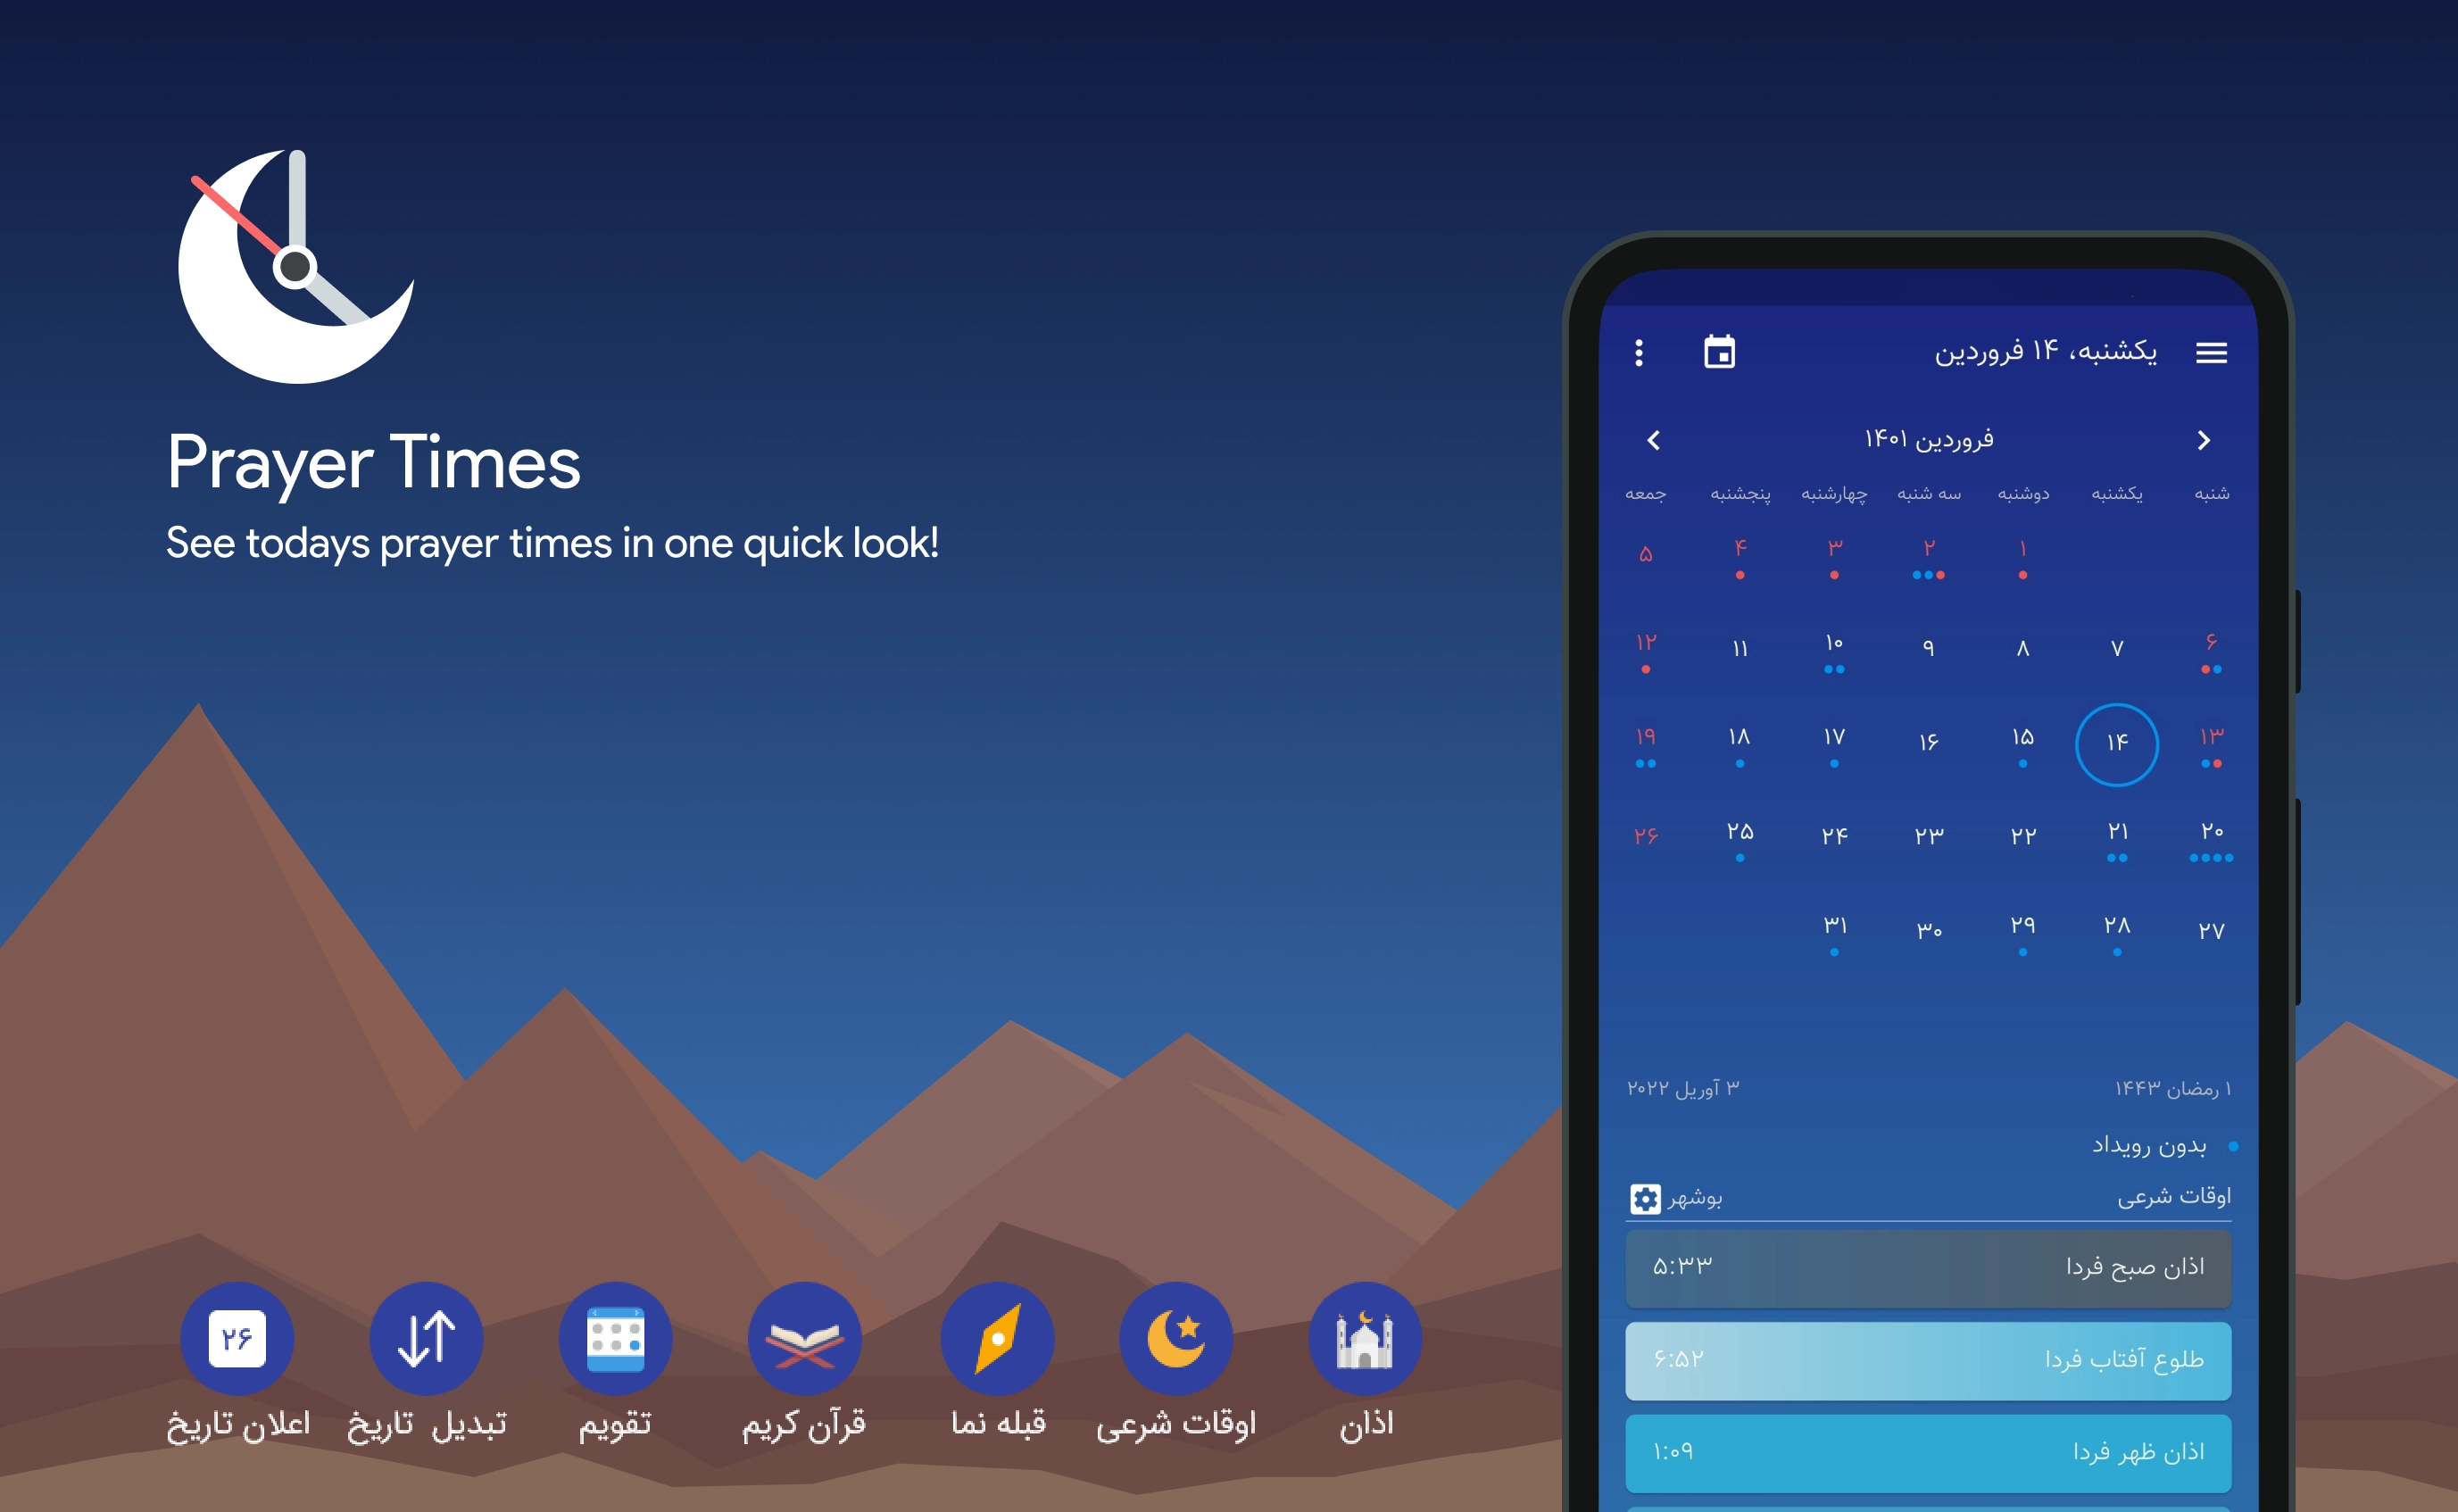 Prayer Times
See todays prayer times in one quick look!
یکشنبه، ۱۴ فروردین
فروردین ۱۴۰۱
شنبه یکشنبه دوشنبه سه شنبه چهارشنبه پنجشنبه جمعه
۱ ۲ ۳ ۴ ۵
۶ ۷ ۸ ۹ ۱۰ ۱۱ ۱۲
۱۳ ۱۴ ۱۵ ۱۶ ۱۷ ۱۸ ۱۹
۲۰ ۲۱ ۲۲ ۲۳ ۲۴ ۲۵ ۲۶
۲۷ ۲۸ ۲۹ ۳۰ ۳۱
۱ رمضان ۱۴۴۳ ۳ آوریل ۲۰۲۲
بدون رویداد
اوقات شرعی بوشهر
اذان صبح فردا ۵:۳۳
طلوع آفتاب فردا ۶:۵۲
اذان ظهر فردا ۱:۰۹
۲۶
اذان اوقات شرعی قبله نما قرآن کریم تقویم تبدیل تاریخ اعلان تاریخ